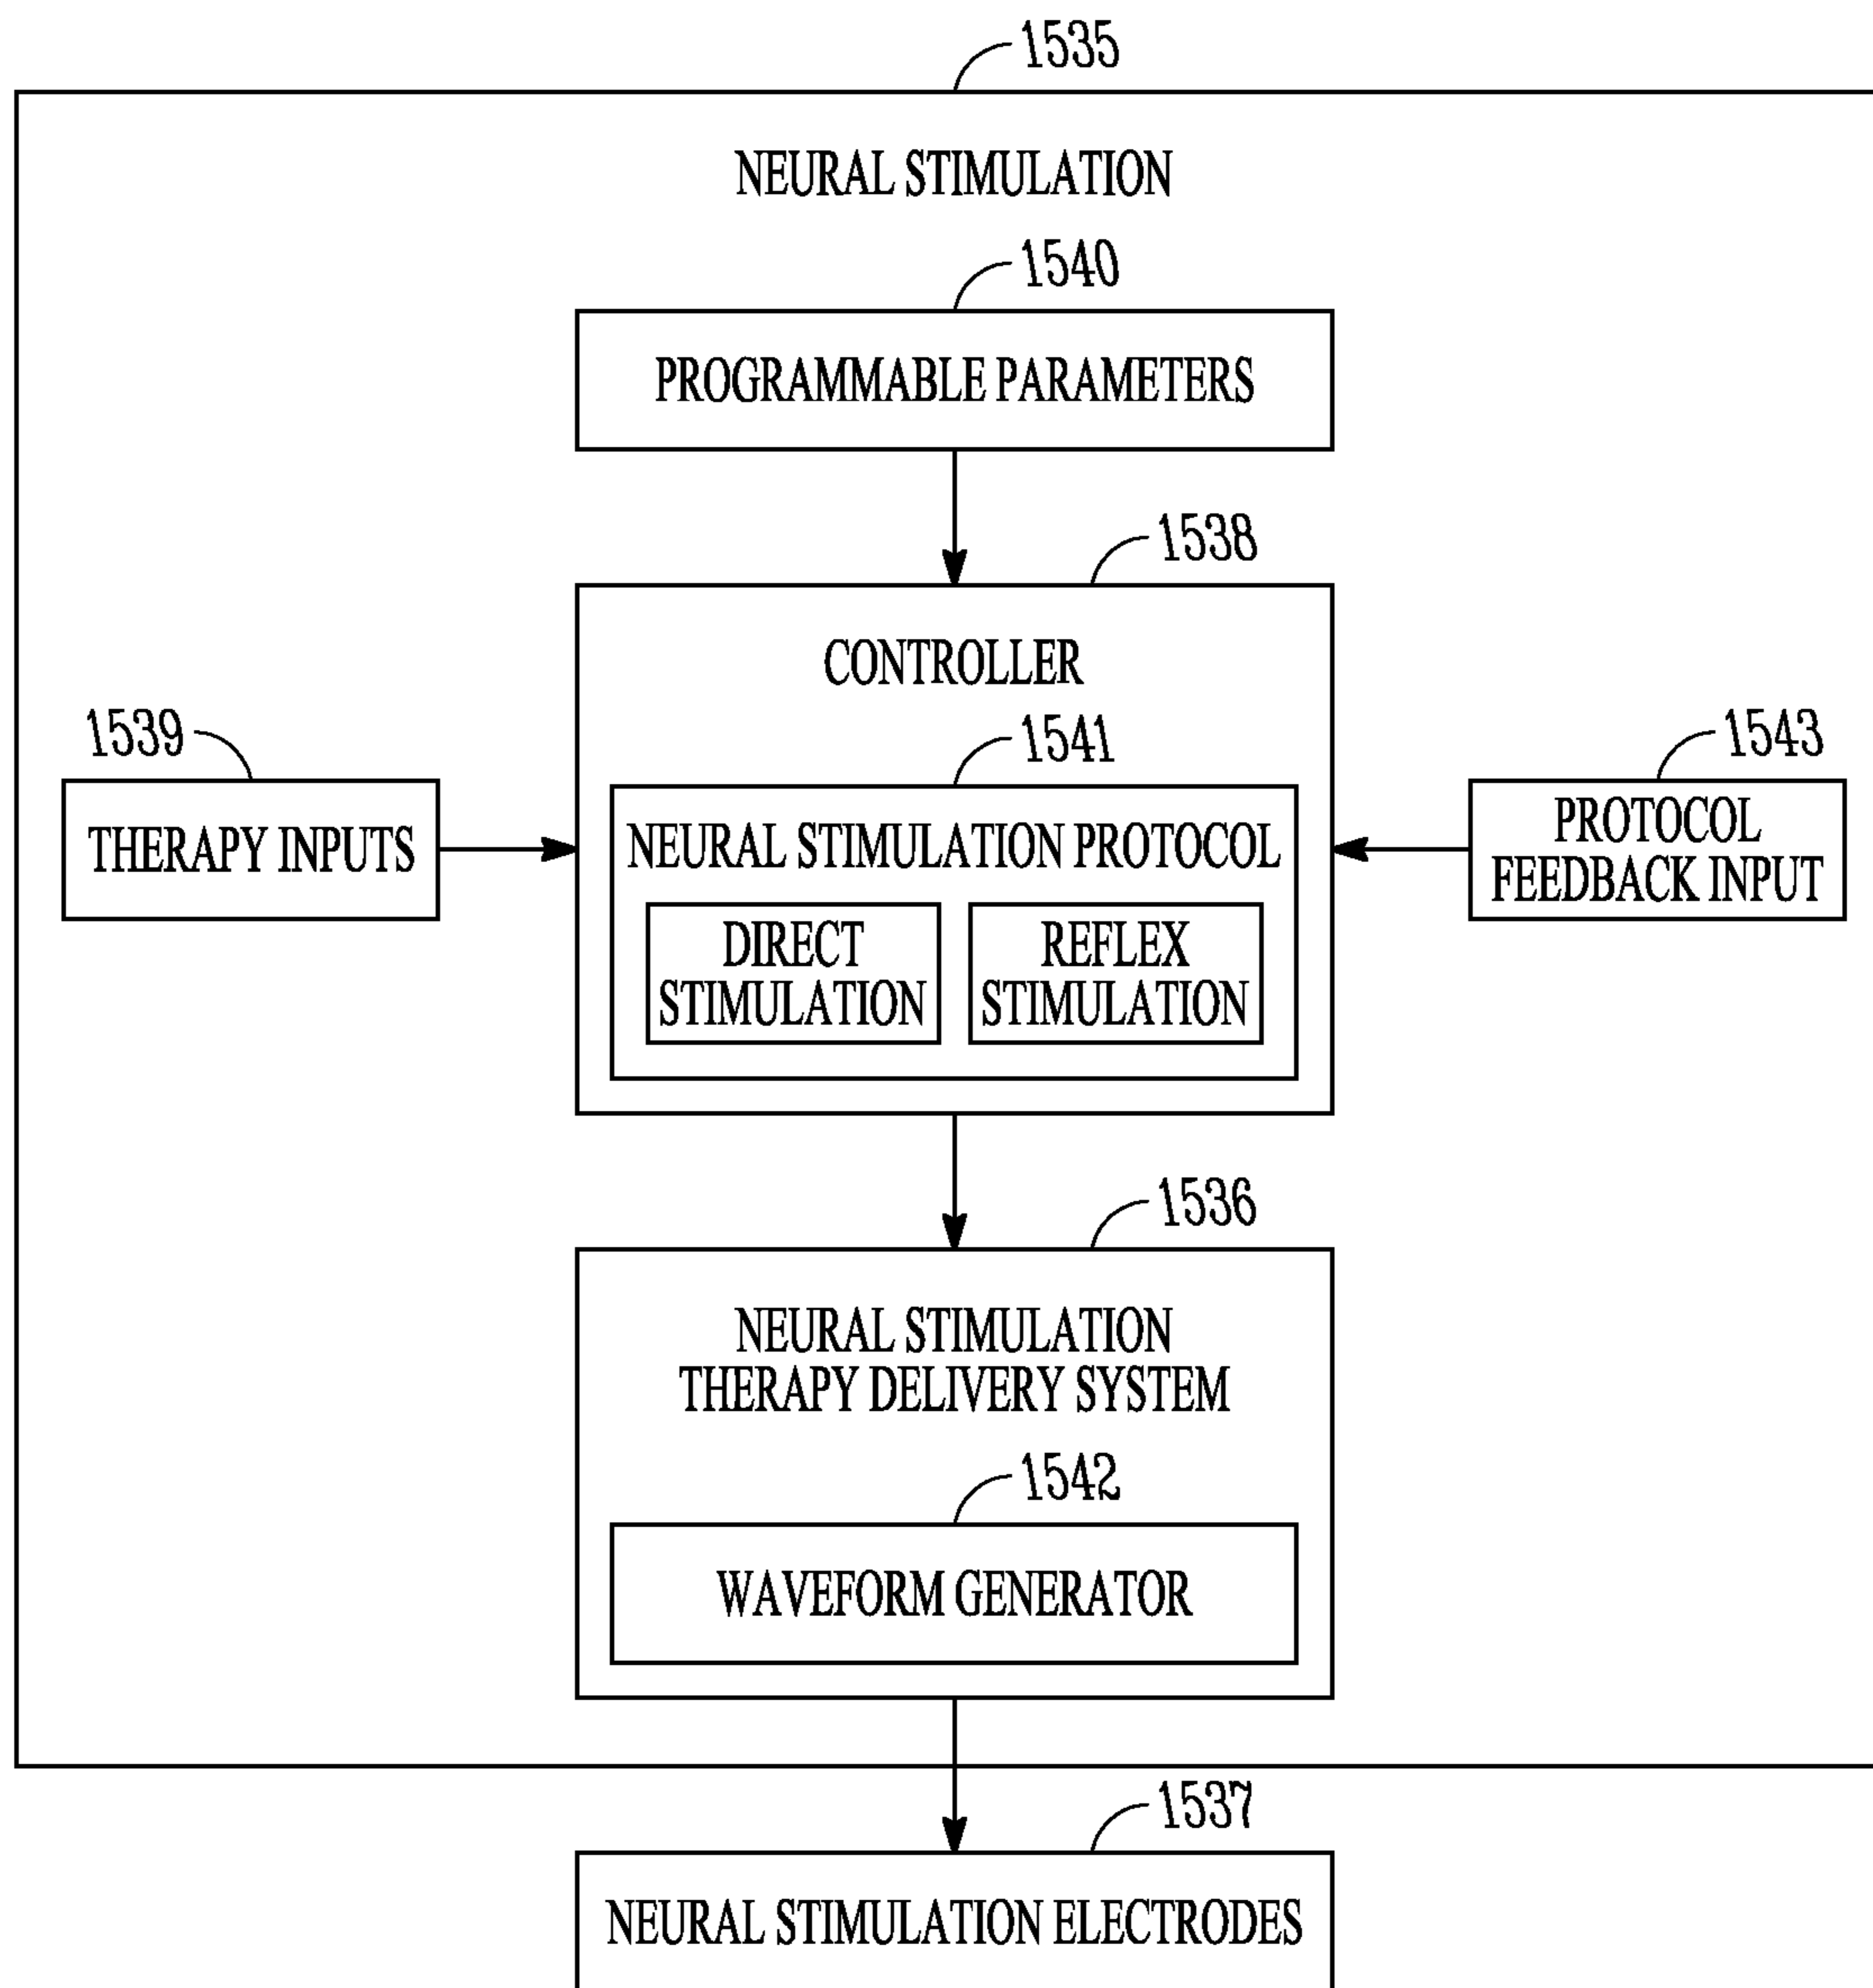 1535
NEURAL STIMULATION
1540
PROGRAMMABLE PARAMETERS
1538
CONTROLLER
1539
THERAPY INPUTS
1541
NEURAL STIMULATION PROTOCOL
DIRECT
STIMULATION
REFLEX
STIMULATION
1543
PROTOCOL
FEEDBACK INPUT
1536
NEURAL STIMULATION
THERAPY DELIVERY SYSTEM
1542
WAVEFORM GENERATOR
1537
NEURAL STIMULATION ELECTRODES